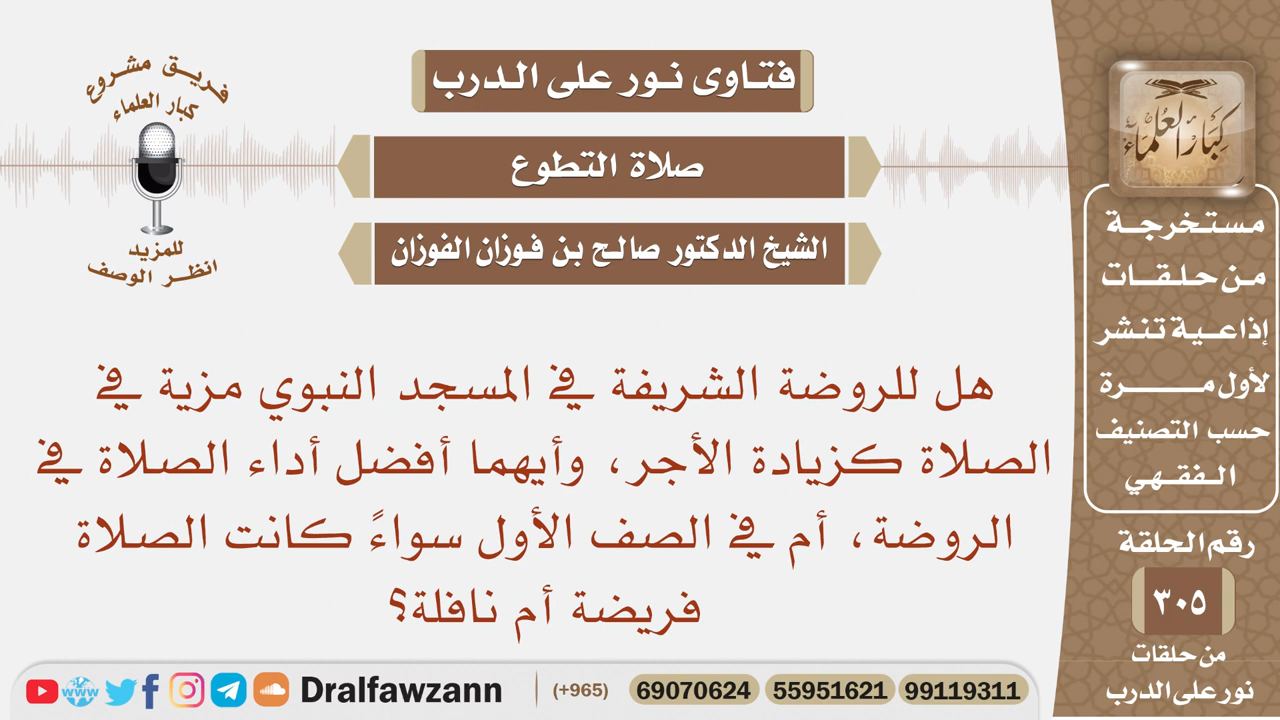 فتاوى نور على الدرب
صلاة التطوع
الشيخ الدكتور صالح بن فوزان الفوزان
فريق مشروع
كبار العلماء
للمزيد
انظر الوصف
هل للروضة الشريفة في المسجد النبوي مزية في
الصلاة كزيادة الأجر، وأيهما أفضل أداء الصلاة في
الروضة، أم في الصف الأول سواءً كانت الصلاة
فريضة أم نافلة؟
كبار العلماء
مستخرجة
من حلقات
إذاعية تنشر
لأول مرة
حسب التصنيف
الفقهي
رقم الحلقة
٣٠٥
من حلقات
نور على الدرب
www Dralfawzann (+965) 69070624 55951621 99119311